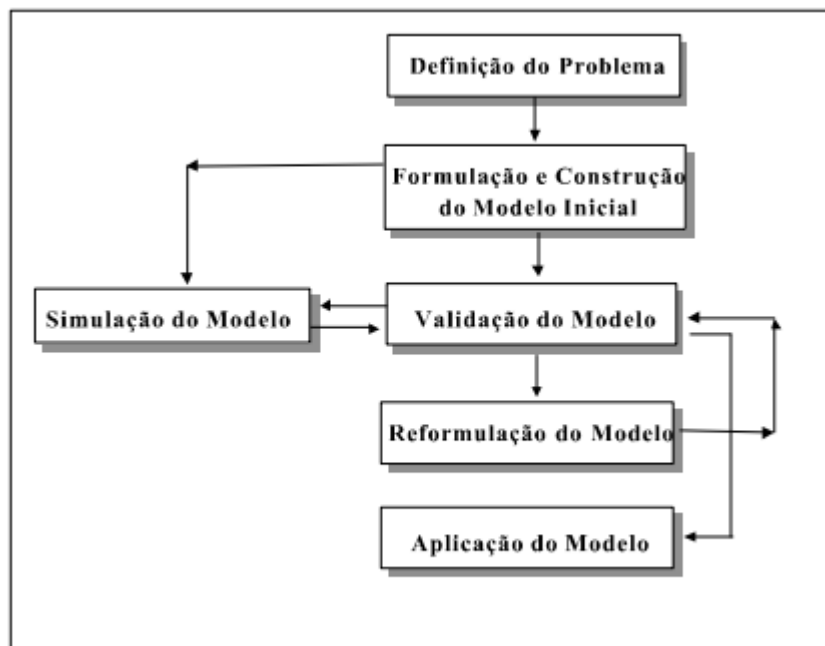 Definição do Problema
Formulação e Construção
do Modelo Inicial
Simulação do Modelo
Validação do Modelo
Reformulação do Modelo
Aplicação do Modelo